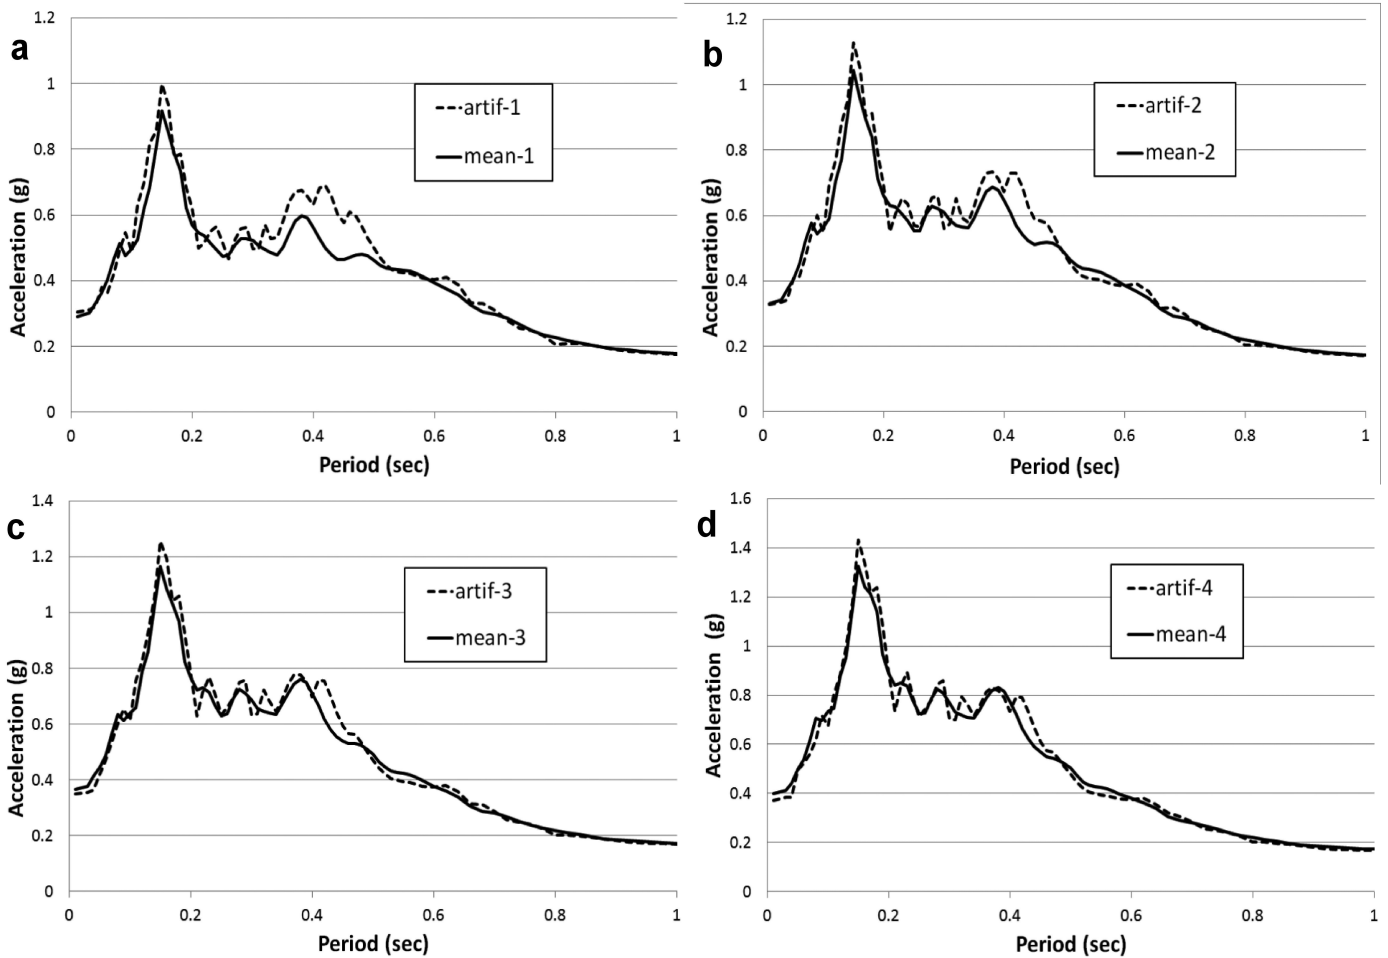 a
1.2
1
0.8
0.6
0.4
0.2
0
Acceleration (g)
artif-1
mean-1
0
0.2
0.4
0.6
0.8
1
Period (sec)
b
1.2
1
0.8
0.6
0.4
0.2
0
Acceleration (g)
artif-2
mean-2
0
0.2
0.4
0.6
0.8
1
Period (sec)
c
1.4
1.2
1
0.8
0.6
0.4
0.2
0
Acceleration (g)
artif-3
mean-3
0
0.2
0.4
0.6
0.8
1
Period (sec)
d
1.6
1.4
1.2
1
0.8
0.6
0.4
0.2
0
Acceleration (g)
artif-4
mean-4
0
0.2
0.4
0.6
0.8
1
Period (sec)